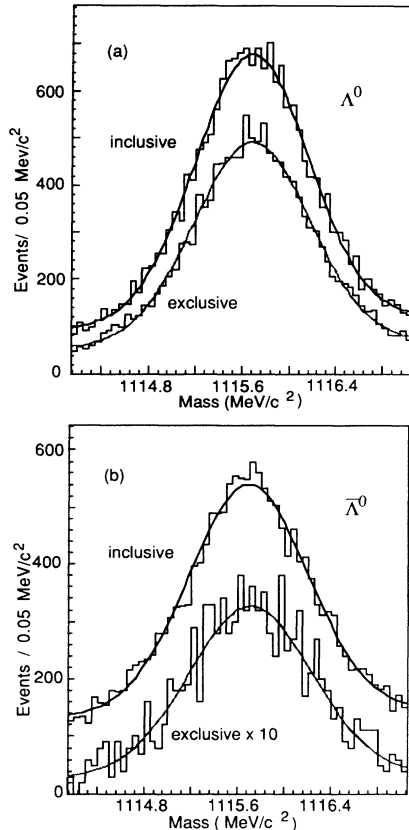 (a)
Λ⁰
inclusive
exclusive
Events/ 0.05 Mev/c²
600
400
200
0
1114.8 1115.6 1116.4
Mass (MeV/c ²)
(b)
Λ̅⁰
inclusive
exclusive x 10
Events / 0.05 MeV/c²
600
400
200
0
1114.8 1115.6 1116.4
Mass ( MeV/c ²)